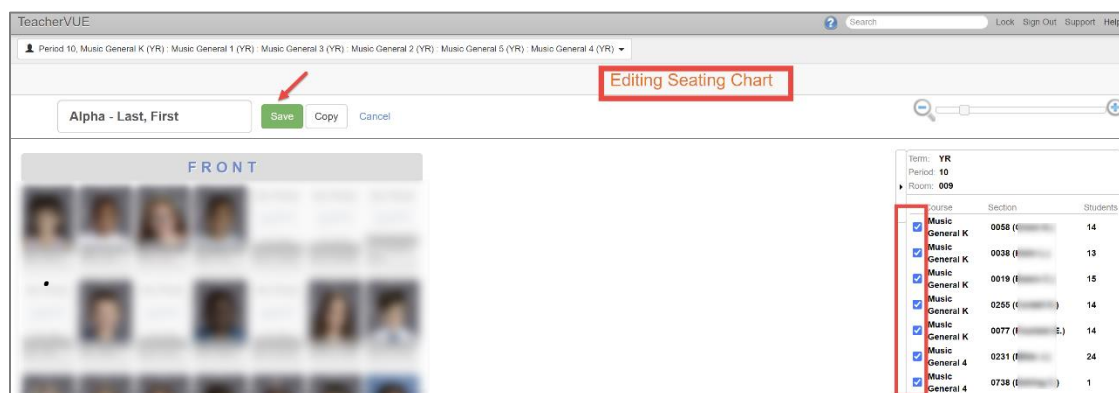 TeacherVUE
Search
Lock Sign Out Support Help
Period 10, Music General K (YR) : Music General 1 (YR) : Music General 3 (YR) : Music General 2 (YR) : Music General 5 (YR) : Music General 4 (YR)
Editing Seating Chart
Alpha - Last, First
Save Copy Cancel
FRONT
Term: YR
Period: 10
Room: 009
Course Section Students
Music
General K 0058 ( 14
Music
General K 0038 ( 13
Music
General K 0019 ( 15
Music
General K 0255 ( ) 14
Music
General K 0077 ( E.) 14
Music
General 4 0231 ( 24
Music
General 4 0738 ( ) 1